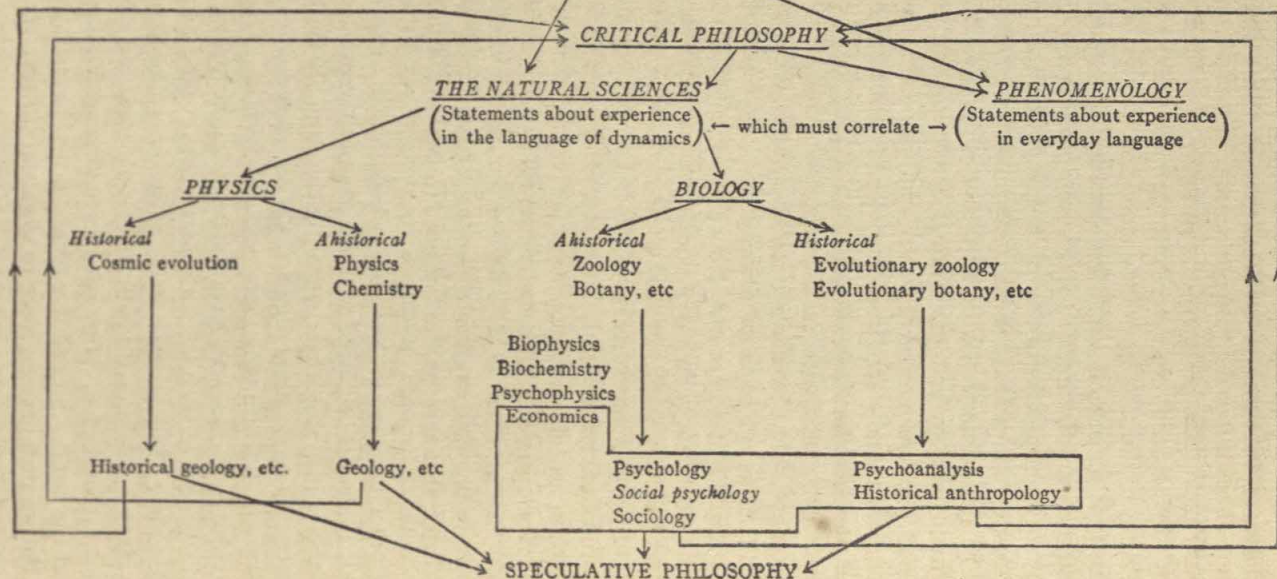 CRITICAL PHILOSOPHY
THE NATURAL SCIENCES
(Statements about experience
in the language of dynamics)
← which must correlate →
PHENOMENOLOGY
(Statements about experience
in everyday language)
PHYSICS
Historical
Cosmic evolution
Ahistorical
Physics
Chemistry
BIOLOGY
Ahistorical
Zoology
Botany, etc
Historical
Evolutionary zoology
Evolutionary botany, etc
Biophysics
Biochemistry
Psychophysics
Economics
Historical geology, etc.
Geology, etc
Psychology
Social psychology
Sociology
Psychoanalysis
Historical anthropology
SPECULATIVE PHILOSOPHY